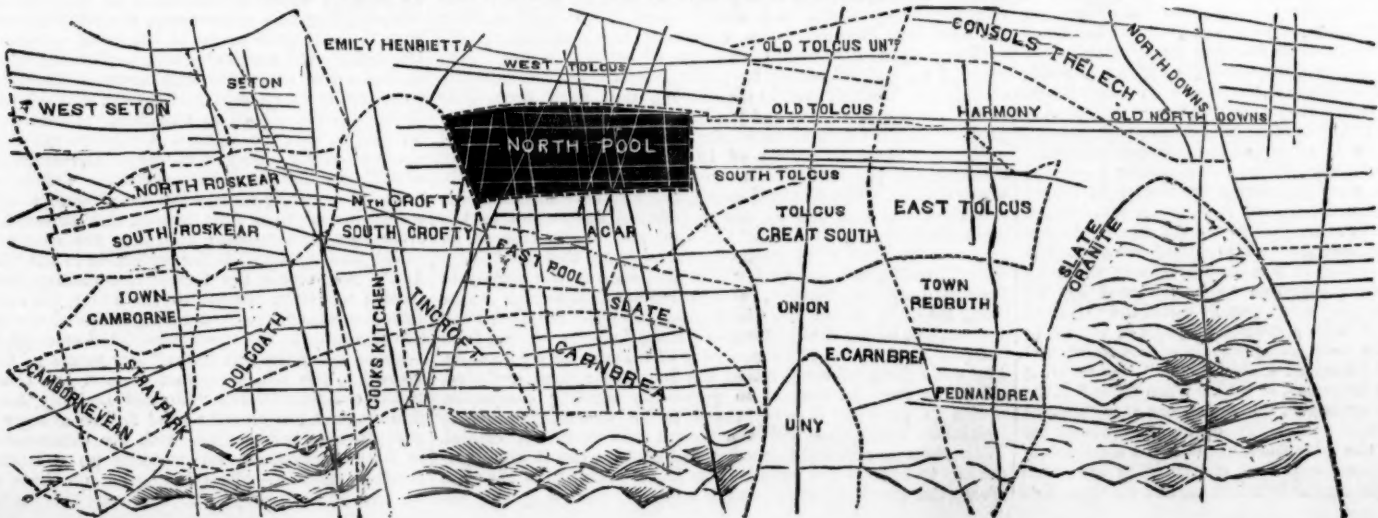 EMILY HENRIETTA
WEST TOLCUS
OLD TOLCUS UNTD
CONSOLS TRELECH
NORTH DOWNS
SETON
WEST SETON
NORTH POOL
OLD TOLCUS
HARMONY
OLD NORTH DOWNS
NORTH ROSKEAR
NTH CROFTY
SOUTH TOLCUS
SOUTH ROSKEAR
SOUTH CROFTY
ACAR
TOLCUS
GREAT SOUTH
EAST TOLCUS
EAST POOL
SLATE
GRANITE
TOWN
CAMBORNE
DOLCOATH
COOKS KITCHEN
TINCROFT
SLATE
UNION
TOWN
REDRUTH
CARNBREA
E. CARNBREA
CAMBORNEVEAN
STRAYPARK
PEDNANDREA
UNY